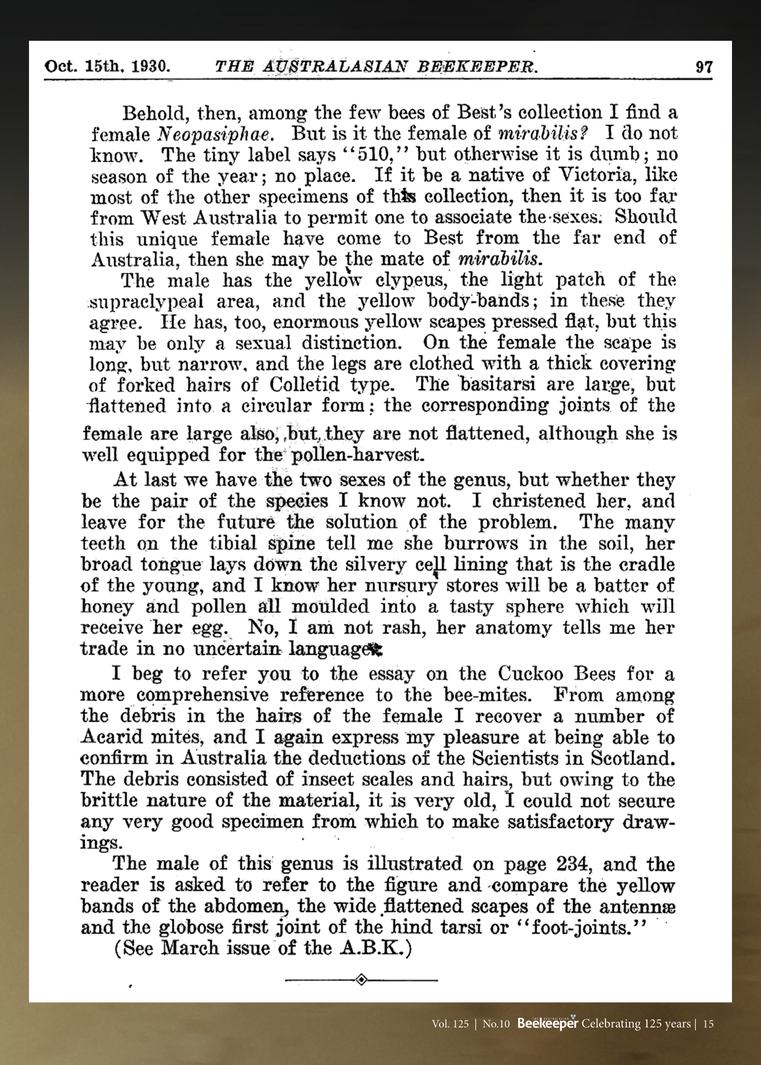 Oct. 15th, 1930. THE AUSTRALASIAN BEEKEEPER. 97
Behold, then, among the few bees of Best's collection I find a
female Neopasiphae. But is it the female of mirabilis? I do not
know. The tiny label says "510," but otherwise it is dumb; no
season of the year; no place. If it be a native of Victoria, like
most of the other specimens of this collection, then it is too far
from West Australia to permit one to associate the sexes. Should
this unique female have come to Best from the far end of
Australia, then she may be the mate of mirabilis.
The male has the yellow clypeus, the light patch of the
supraclypeal area, and the yellow body-bands; in these they
agree. He has, too, enormous yellow scapes pressed flat, but this
may be only a sexual distinction. On the female the scape is
long, but narrow, and the legs are clothed with a thick covering
of forked hairs of Colletid type. The basitarsi are large, but
flattened into a circular form; the corresponding joints of the
female are large also, but they are not flattened, although she is
well equipped for the pollen-harvest.
At last we have the two sexes of the genus, but whether they
be the pair of the species I know not. I christened her, and
leave for the future the solution of the problem. The many
teeth on the tibial spine tell me she burrows in the soil, her
broad tongue lays down the silvery cell lining that is the cradle
of the young, and I know her nursury stores will be a batter of
honey and pollen all moulded into a tasty sphere which will
receive her egg. No, I am not rash, her anatomy tells me her
trade in no uncertain language.
I beg to refer you to the essay on the Cuckoo Bees for a
more comprehensive reference to the bee-mites. From among
the debris in the hairs of the female I recover a number of
Acarid mites, and I again express my pleasure at being able to
confirm in Australia the deductions of the Scientists in Scotland.
The debris consisted of insect scales and hairs, but owing to the
brittle nature of the material, it is very old, I could not secure
any very good specimen from which to make satisfactory draw-
ings.
The male of this genus is illustrated on page 234, and the
reader is asked to refer to the figure and compare the yellow
bands of the abdomen, the wide flattened scapes of the antennæ
and the globose first joint of the hind tarsi or "foot-joints."
(See March issue of the A.B.K.)
Vol. 125 | No.10 Beekeeper Celebrating 125 years | 15